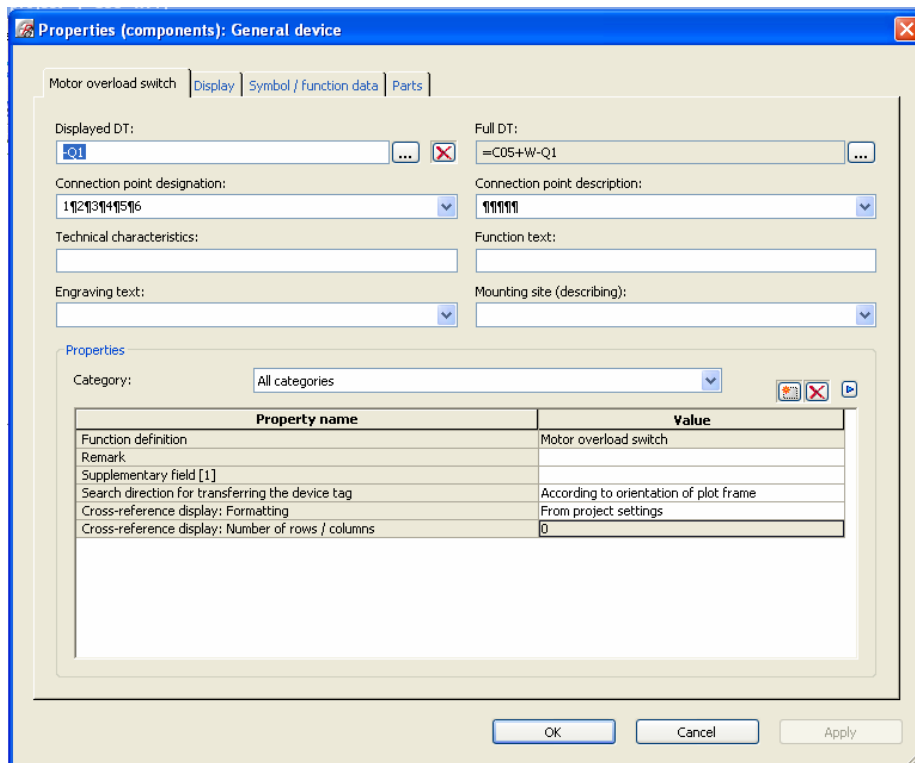 Properties (components): General device
Motor overload switch Display Symbol / function data Parts
Displayed DT: Full DT:
-Q1 ... =C05+W-Q1 ...
Connection point designation: Connection point description:
1¶2¶3¶4¶5¶6 ¶¶¶¶¶
Technical characteristics: Function text:
Engraving text: Mounting site (describing):
Properties
Category: All categories
Property name Value
Function definition Motor overload switch
Remark
Supplementary field [1]
Search direction for transferring the device tag According to orientation of plot frame
Cross-reference display: Formatting From project settings
Cross-reference display: Number of rows / columns 0
OK Cancel Apply